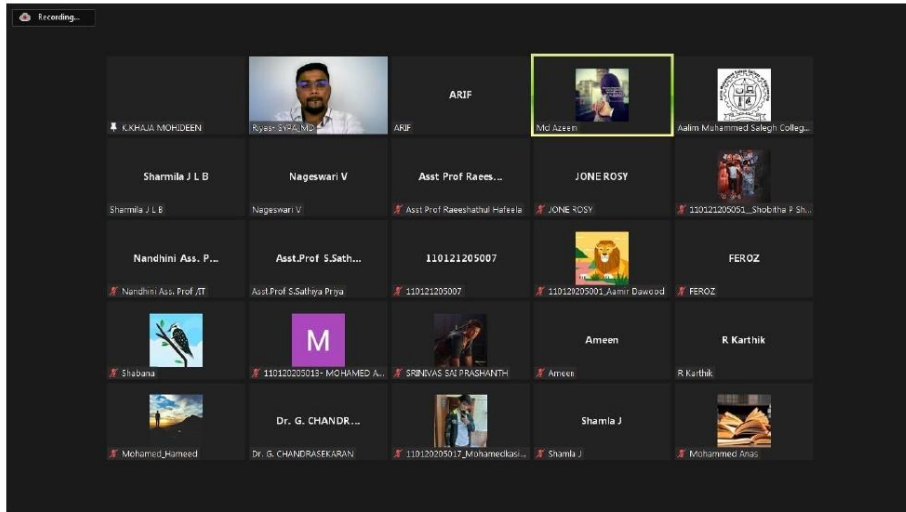 Recording...
K.KHAJA MOHIDEEN
Riyas- SYPA_MD
ARIF
ARIF
Md Azeem
Aalim Muhammed Salegh Colleg...
Sharmila J L B
Sharmila J L B
Nageswari V
Nageswari V
Asst Prof Raees...
Asst Prof Raeeshathul Hafeela
JONE ROSY
JONE ROSY
110121205051_Shobitha P Sh...
Nandhini Ass. P...
Nandhini Ass. Prof /IT
Asst.Prof S.Sath...
Asst.Prof S.Sathiya Priya
110121205007
110121205007
110120205001_Aamir Dawood
FEROZ
FEROZ
Shabana
M
110120205013- MOHAMED A...
SRINIVAS SAI PRASHANTH
Ameen
Ameen
R Karthik
R Karthik
Mohamed_Hameed
Dr. G. CHANDR...
Dr. G. CHANDRASEKARAN
110120205017_Mohamedkasi...
Shamla J
Shamla J
Mohammed Anas